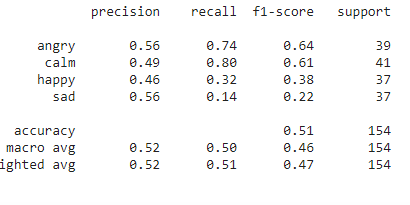 precision recall f1-score support
angry 0.56 0.74 0.64 39
calm 0.49 0.80 0.61 41
happy 0.46 0.32 0.38 37
sad 0.56 0.14 0.22 37
accuracy 0.51 154
macro avg 0.52 0.50 0.46 154
ighted avg 0.52 0.51 0.47 154